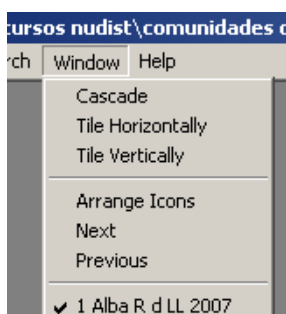 cursos nudist\comunidades
rch Window Help
Cascade
Tile Horizontally
Tile Vertically
Arrange Icons
Next
Previous
✔ 1 Alba R d LL 2007